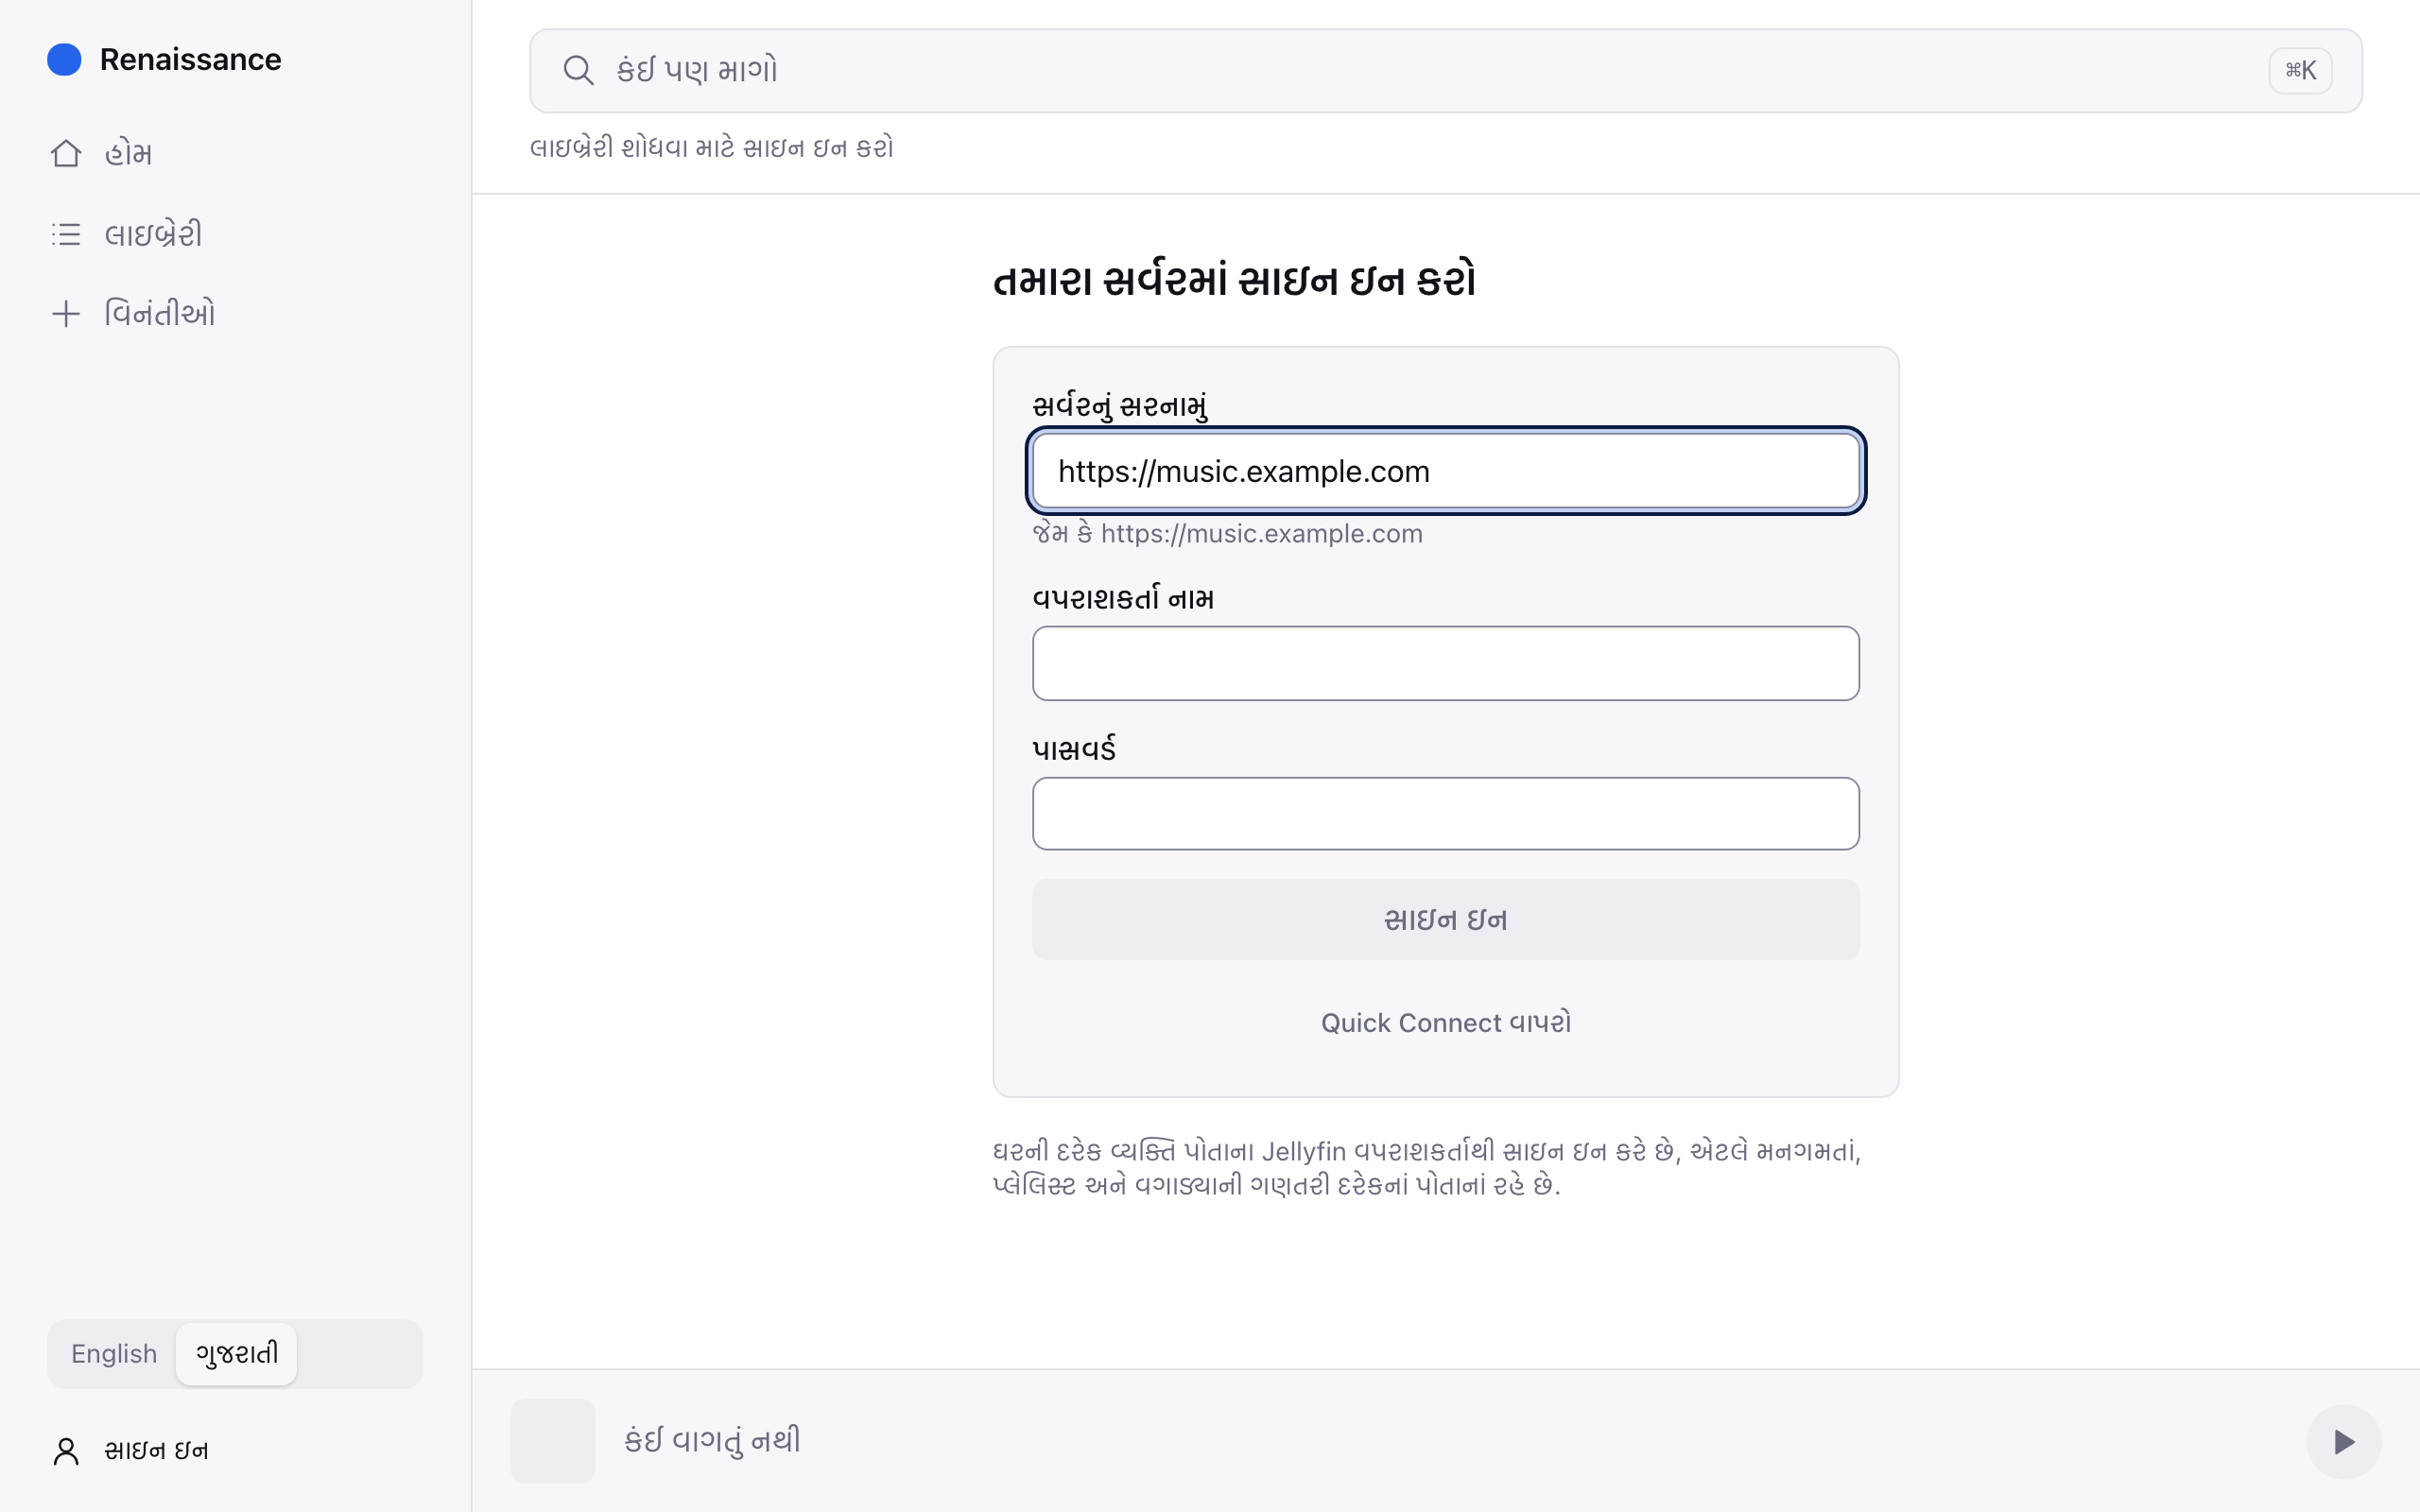 Renaissance
હોમ
લાઇબ્રેરી
વિનંતીઓ
English
ગુજરાતી
સાઇન ઇન
કંઈ પણ માગો
⌘K
લાઇબ્રેરી શોધવા માટે સાઇન ઇન કરો
તમારા સર્વરમાં સાઇન ઇન કરો
સર્વરનું સરનામું
https://music.example.com
જેમ કે https://music.example.com
વપરાશકર્તા નામ
પાસવર્ડ
સાઇન ઇન
Quick Connect વાપરો
ઘરની દરેક વ્યક્તિ પોતાના Jellyfin વપરાશકર્તાથી સાઇન ઇન કરે છે, એટલે મનગમતાં,
પ્લેલિસ્ટ અને વગાડ્યાની ગણતરી દરેકનાં પોતાનાં રહે છે.
કંઈ વાગતું નથી